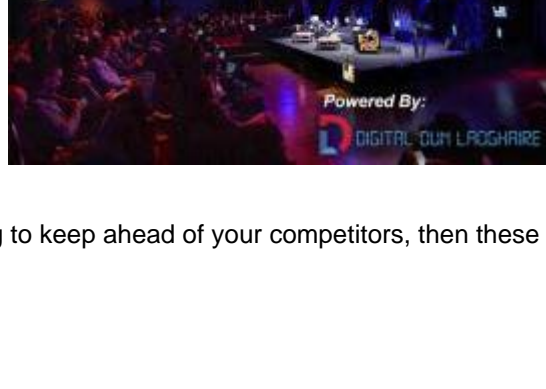 Powered By:
DIGITAL DUN LAOGHAIRE
to keep ahead of your competitors, then these